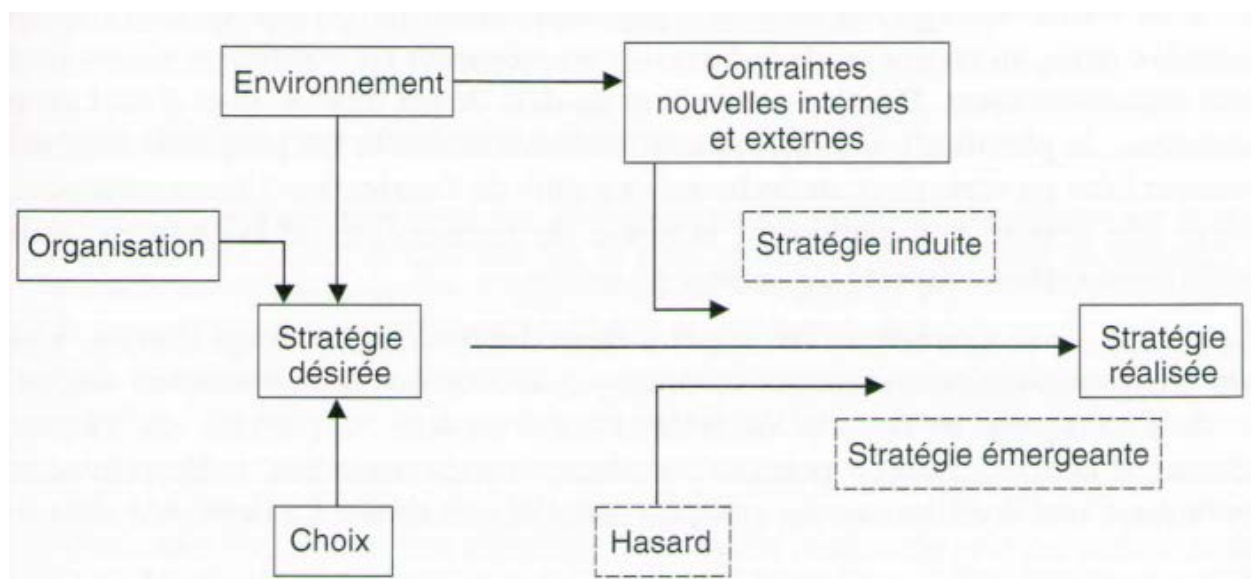 Environnement
Contraintes
nouvelles internes
et externes
Organisation
Stratégie induite
Stratégie
désirée
Stratégie
réalisée
Stratégie émergeante
Choix
Hasard